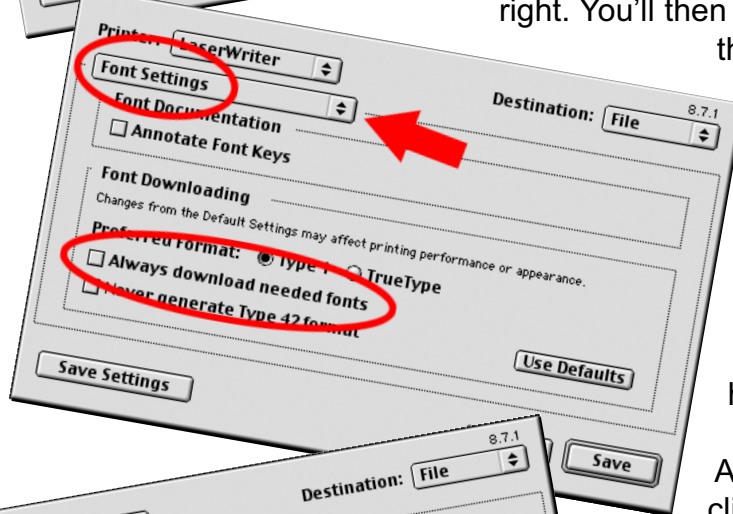 right. You'll then
th
Printer: LaserWriter
Destination: File
8.7.1
Font Settings
Font Documentation
Annotate Font Keys
Font Downloading
Changes from the Default Settings may affect printing performance or appearance.
Preferred Format: Type 1 TrueType
Always download needed fonts
Never generate Type 42 format
Use Defaults
Save Settings
Save
h
A
cli
8.7.1
Destination: File